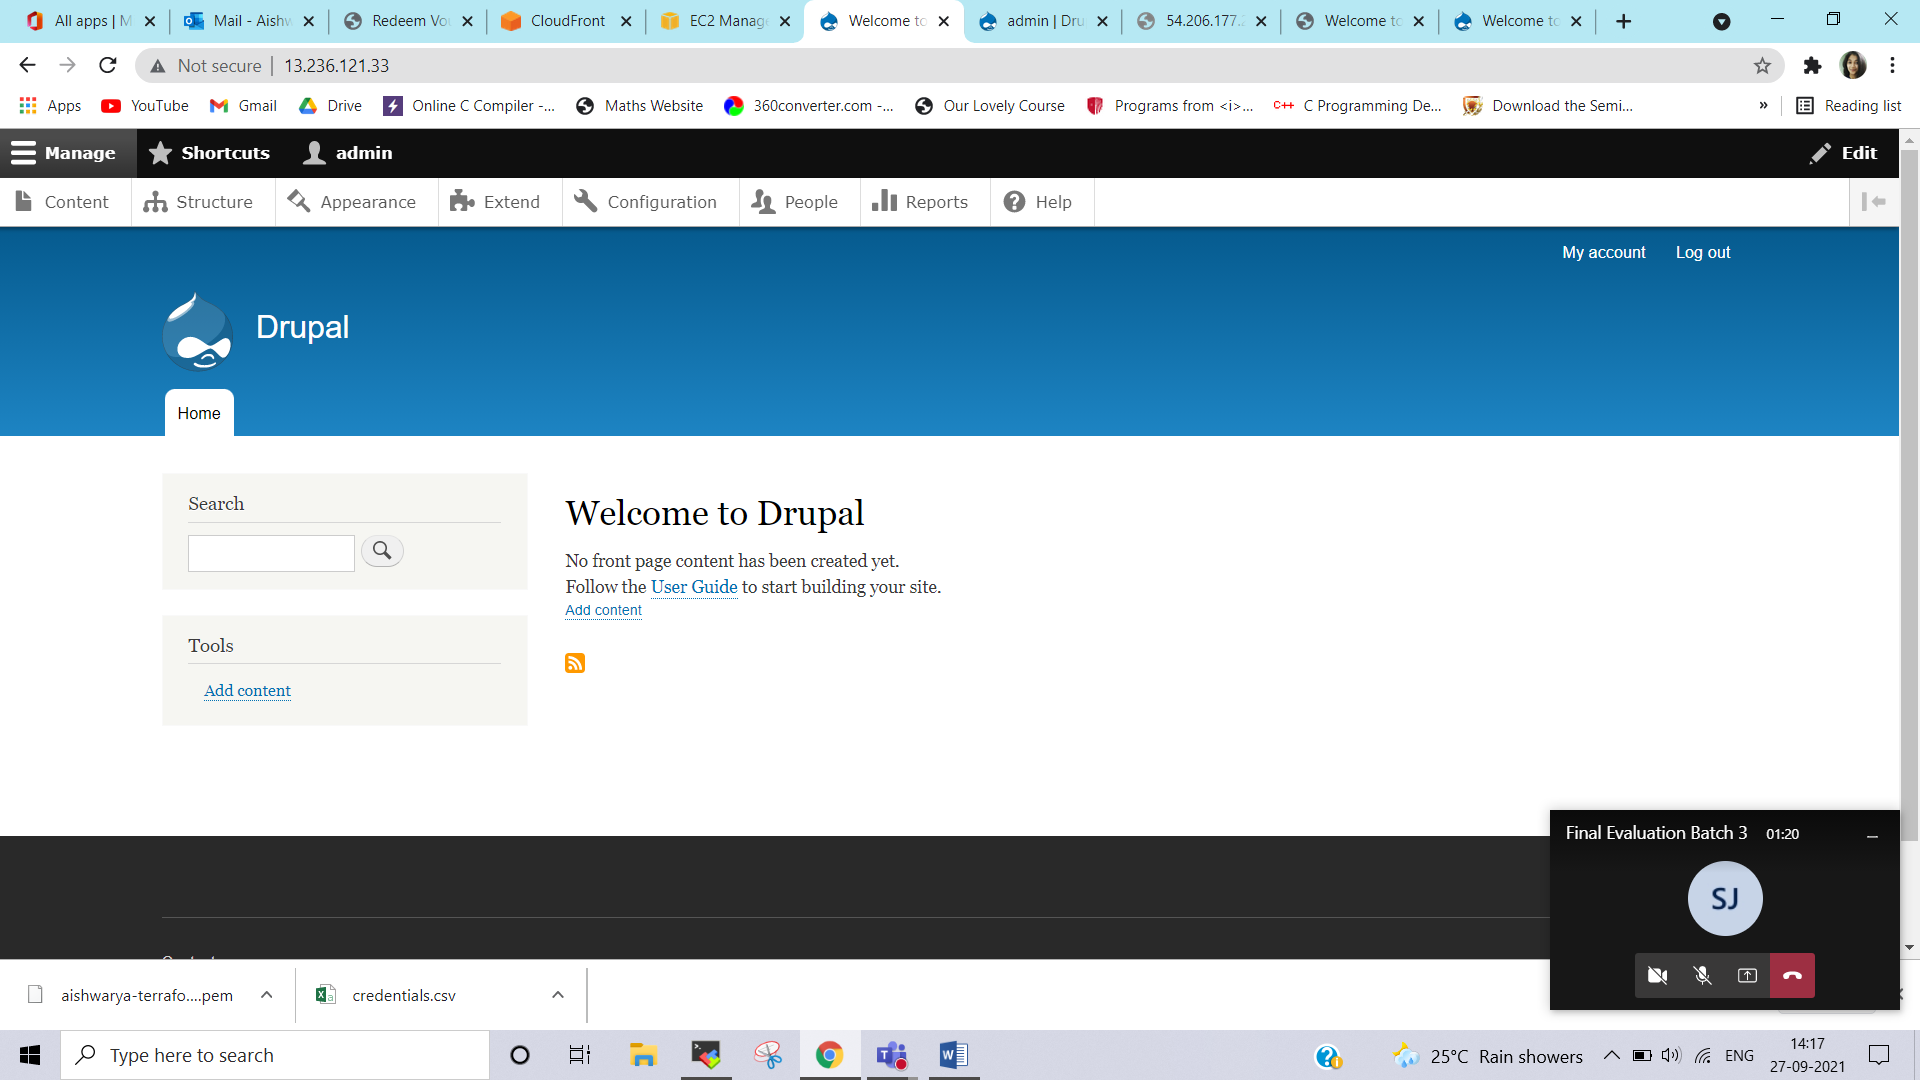 All apps | M
Mail - Aishw
Redeem Vou
CloudFront
EC2 Manag
Welcome to
admin | Dru
54.206.177.2
Welcome to
Welcome to
Not secure
13.236.121.33
Apps
YouTube
Gmail
Drive
Online C Compiler -...
Maths Website
360converter.com -...
Our Lovely Course
Programs from <i>...
C++ C Programming De...
Download the Semi...
»
Reading list
Manage
Shortcuts
admin
Edit
Content
Structure
Appearance
Extend
Configuration
People
Reports
Help
My account
Log out
Drupal
Home
Search
Welcome to Drupal
No front page content has been created yet.
Follow the User Guide to start building your site.
Add content
Tools
Add content
Final Evaluation Batch 3 01:20
SJ
aishwarya-terrafo....pem
credentials.csv
Type here to search
25°C Rain showers
ENG
14:17
27-09-2021